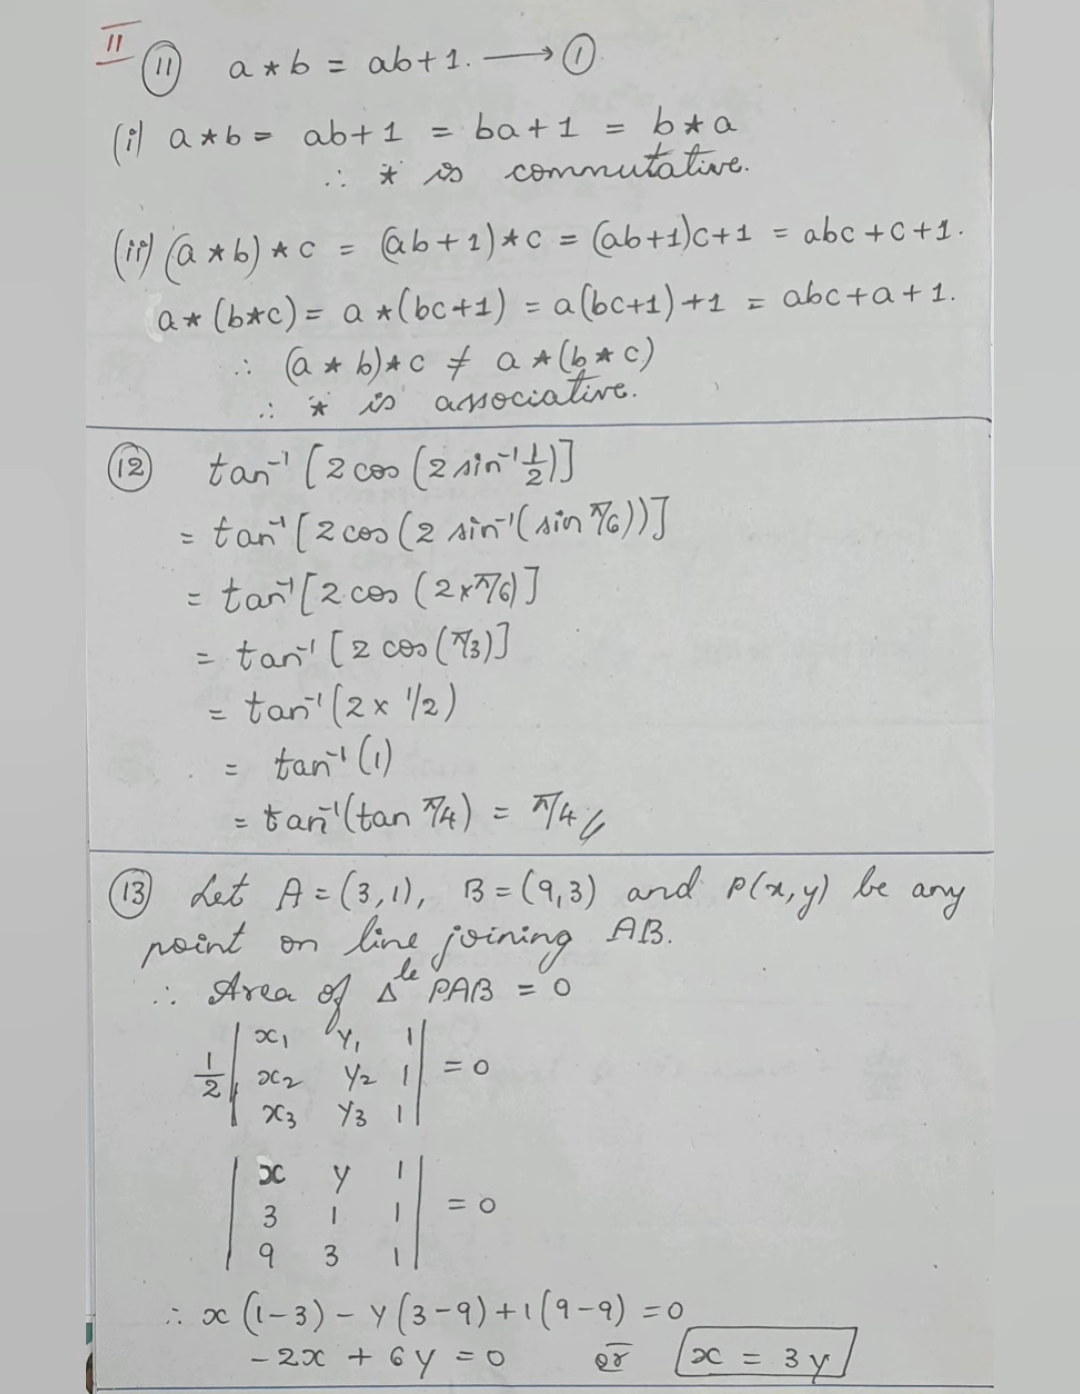 II
(11) a * b = ab+1. ⟶ (1)
(i) a * b = ab+1 = ba+1 = b * a
∴ * is commutative.
(ii) (a * b) * c = (ab+1) * c = (ab+1)c+1 = abc+c+1.
a * (b*c) = a * (bc+1) = a(bc+1)+1 = abc+a+1.
∴ (a * b) * c ≠ a * (b * c)
∴ * is associative.
(12) tan⁻¹ [2 cos (2 sin⁻¹ 1/2)]
= tan⁻¹ [2 cos (2 sin⁻¹(sin π/6))]
= tan⁻¹ [2 cos (2×π/6)]
= tan⁻¹ [2 cos (π/3)]
= tan⁻¹ (2 × 1/2)
= tan⁻¹ (1)
= tan⁻¹ (tan π/4) = π/4 //
(13) Let A = (3,1), B = (9,3) and P(x,y) be any
point on line joining AB.
∴ Area of Δˡᵉ PAB = 0
1/2 | x₁ y₁ 1 |
| x₂ y₂ 1 | = 0
| x₃ y₃ 1 |
| x y 1 |
| 3 1 1 | = 0
| 9 3 1 |
∴ x (1-3) - y (3-9) + 1 (9-9) = 0
-2x + 6y = 0 or x = 3y